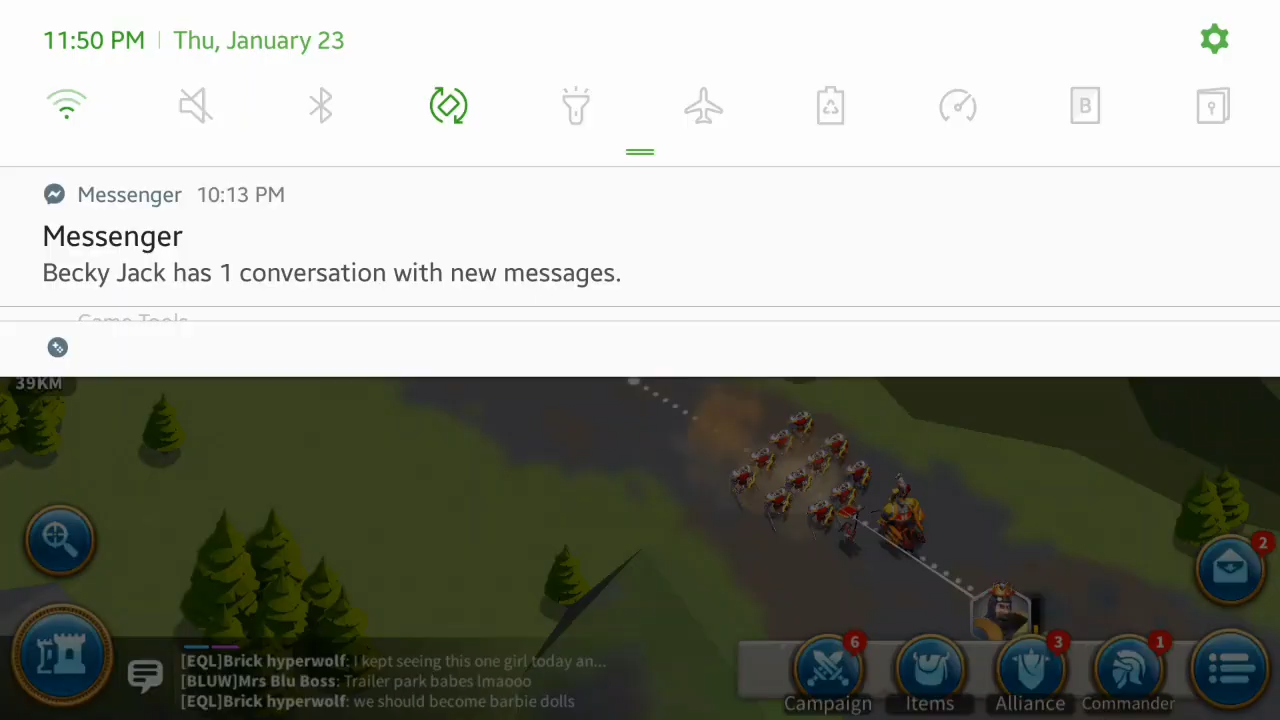 11:50 PM | Thu, January 23
B
Messenger 10:13 PM
Messenger
Becky Jack has 1 conversation with new messages.
Game Tools
39KM
2
[EQL]Brick hyperwolf: I kept seeing this one girl today an...
[BLUW]Mrs Blu Boss: Trailer park babes lmaooo
[EQL]Brick hyperwolf: we should become barbie dolls
6
3
1
Campaign Items Alliance Commander